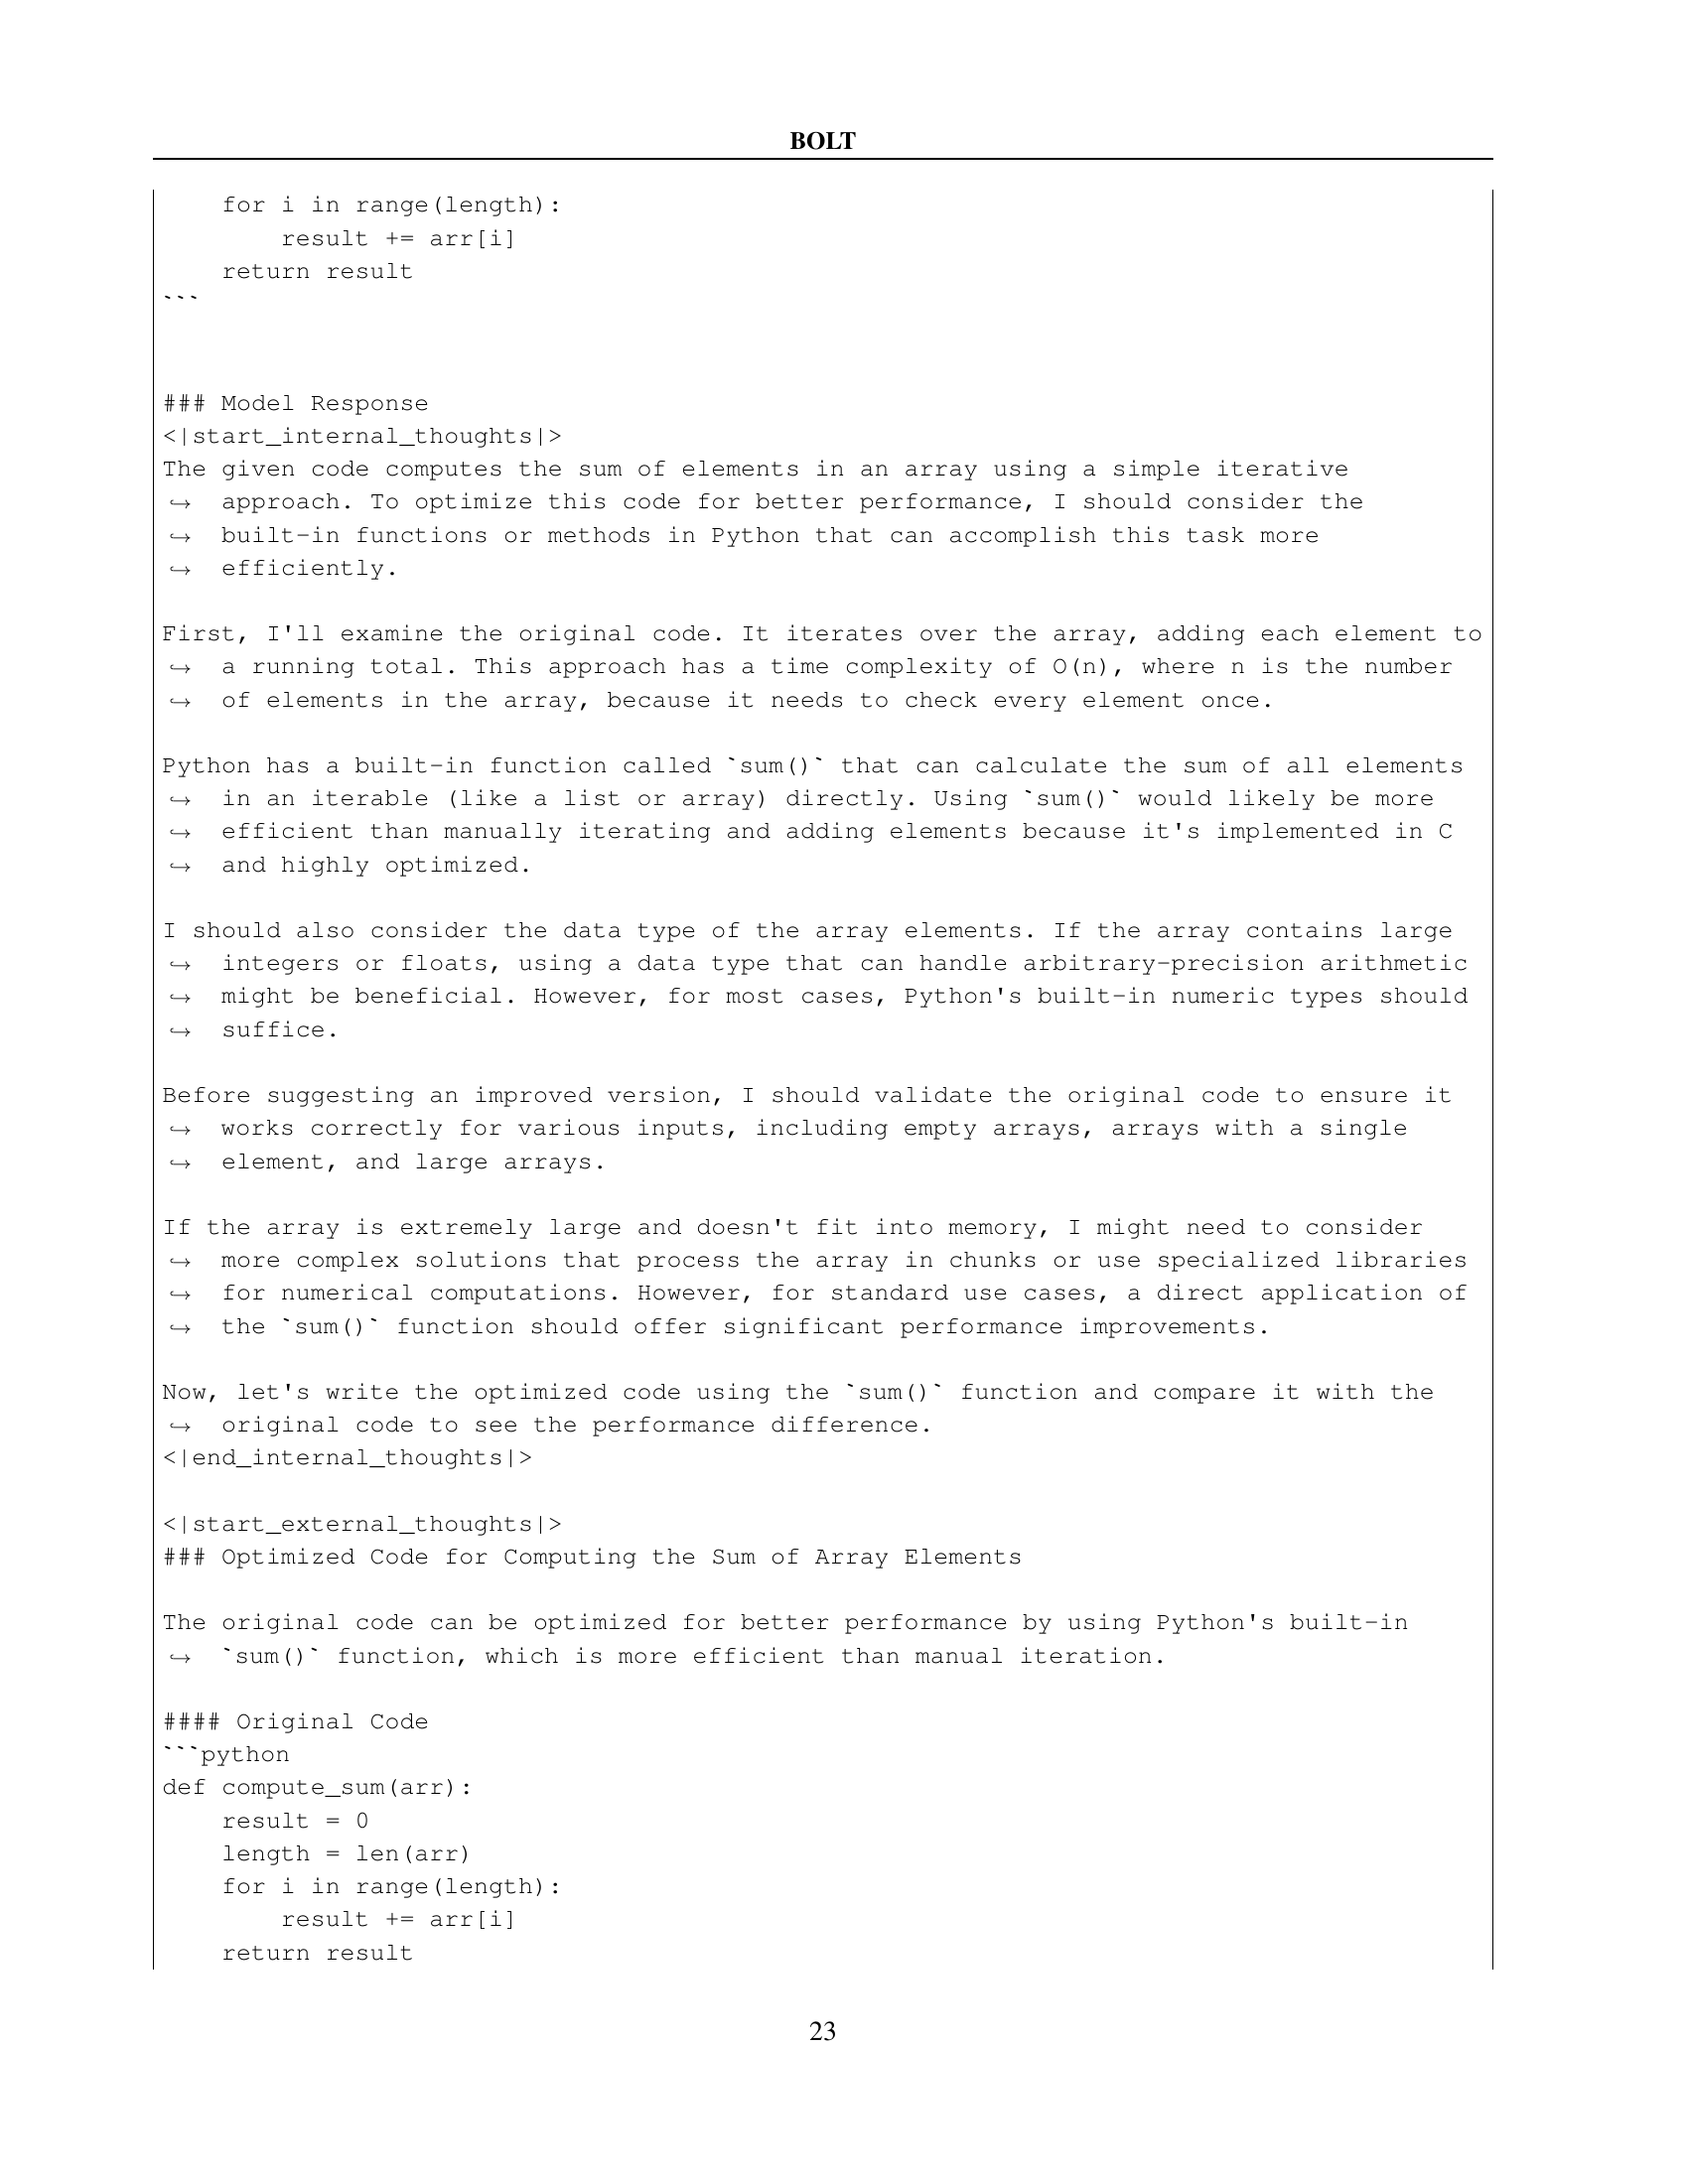 BOLT
    for i in range(length):
        result += arr[i]
    return result
```
### Model Response
<|start_internal_thoughts|>
The given code computes the sum of elements in an array using a simple iterative
↪  approach. To optimize this code for better performance, I should consider the
↪  built-in functions or methods in Python that can accomplish this task more
↪  efficiently.
First, I'll examine the original code. It iterates over the array, adding each element to
↪  a running total. This approach has a time complexity of O(n), where n is the number
↪  of elements in the array, because it needs to check every element once.
Python has a built-in function called `sum()` that can calculate the sum of all elements
↪  in an iterable (like a list or array) directly. Using `sum()` would likely be more
↪  efficient than manually iterating and adding elements because it's implemented in C
↪  and highly optimized.
I should also consider the data type of the array elements. If the array contains large
↪  integers or floats, using a data type that can handle arbitrary-precision arithmetic
↪  might be beneficial. However, for most cases, Python's built-in numeric types should
↪  suffice.
Before suggesting an improved version, I should validate the original code to ensure it
↪  works correctly for various inputs, including empty arrays, arrays with a single
↪  element, and large arrays.
If the array is extremely large and doesn't fit into memory, I might need to consider
↪  more complex solutions that process the array in chunks or use specialized libraries
↪  for numerical computations. However, for standard use cases, a direct application of
↪  the `sum()` function should offer significant performance improvements.
Now, let's write the optimized code using the `sum()` function and compare it with the
↪  original code to see the performance difference.
<|end_internal_thoughts|>
<|start_external_thoughts|>
### Optimized Code for Computing the Sum of Array Elements
The original code can be optimized for better performance by using Python's built-in
↪  `sum()` function, which is more efficient than manual iteration.
#### Original Code
```python
def compute_sum(arr):
    result = 0
    length = len(arr)
    for i in range(length):
        result += arr[i]
    return result
23